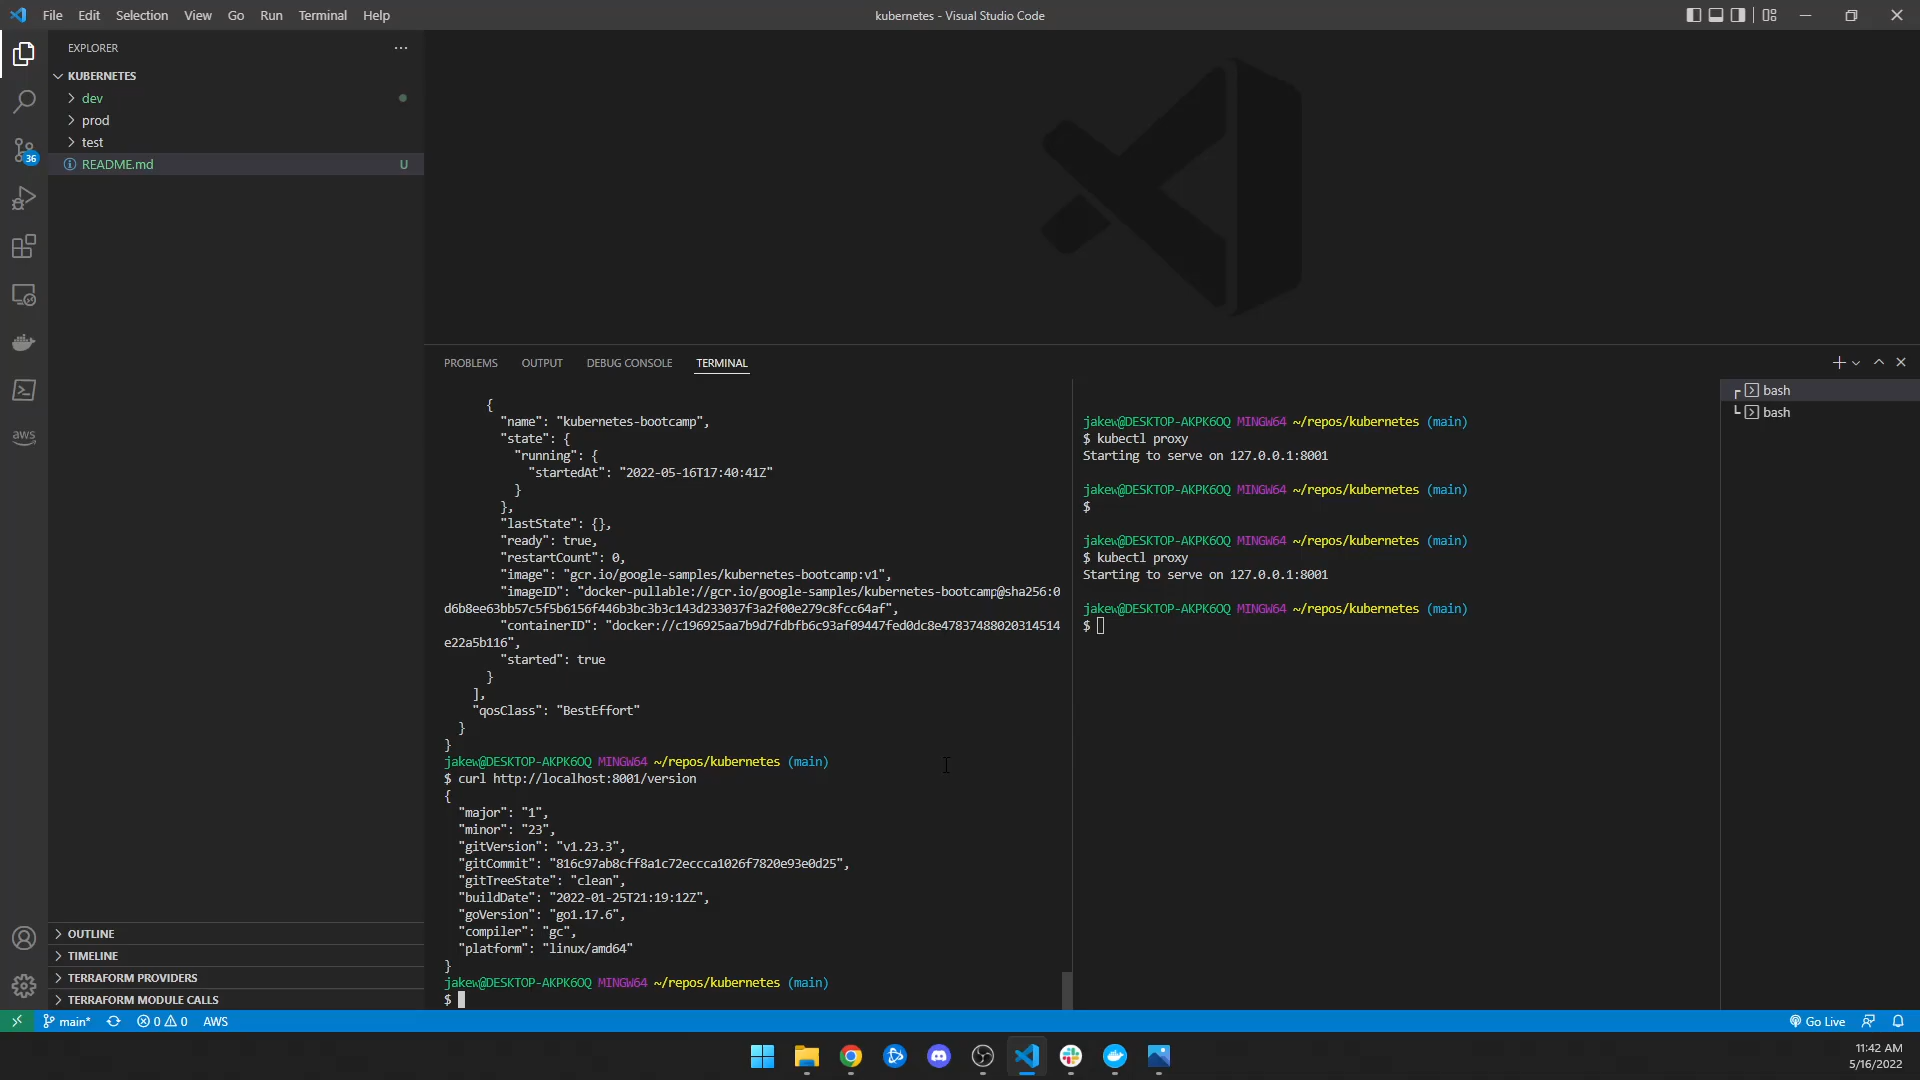 File Edit Selection View Go Run Terminal Help
kubernetes - Visual Studio Code
EXPLORER
KUBERNETES
dev
prod
test
README.md U
36
aws
OUTLINE
TIMELINE
TERRAFORM PROVIDERS
TERRAFORM MODULE CALLS
PROBLEMS OUTPUT DEBUG CONSOLE TERMINAL
{
"name": "kubernetes-bootcamp",
"state": {
"running": {
"startedAt": "2022-05-16T17:40:41Z"
}
},
"lastState": {},
"ready": true,
"restartCount": 0,
"image": "gcr.io/google-samples/kubernetes-bootcamp:v1",
"imageID": "docker-pullable://gcr.io/google-samples/kubernetes-bootcamp@sha256:0
d6b8ee63bb57c5f5b6156f446b3bc3b3c143d233037f3a2f00e279c8fcc64af",
"containerID": "docker://c196925aa7b9d7fdbfb6c93af09447fed0dc8e47837488020314514
e22a5b116",
"started": true
}
],
"qosClass": "BestEffort"
}
}
jakew@DESKTOP-AKPK6OQ MINGW64 ~/repos/kubernetes (main)
$ curl http://localhost:8001/version
{
"major": "1",
"minor": "23",
"gitVersion": "v1.23.3",
"gitCommit": "816c97ab8cff8a1c72eccca1026f7820e93e0d25",
"gitTreeState": "clean",
"buildDate": "2022-01-25T21:19:12Z",
"goVersion": "go1.17.6",
"compiler": "gc",
"platform": "linux/amd64"
}
jakew@DESKTOP-AKPK6OQ MINGW64 ~/repos/kubernetes (main)
$
jakew@DESKTOP-AKPK6OQ MINGW64 ~/repos/kubernetes (main)
$ kubectl proxy
Starting to serve on 127.0.0.1:8001
jakew@DESKTOP-AKPK6OQ MINGW64 ~/repos/kubernetes (main)
$
jakew@DESKTOP-AKPK6OQ MINGW64 ~/repos/kubernetes (main)
$ kubectl proxy
Starting to serve on 127.0.0.1:8001
jakew@DESKTOP-AKPK6OQ MINGW64 ~/repos/kubernetes (main)
$
bash
bash
main* 0 0 AWS
Go Live
11:42 AM
5/16/2022